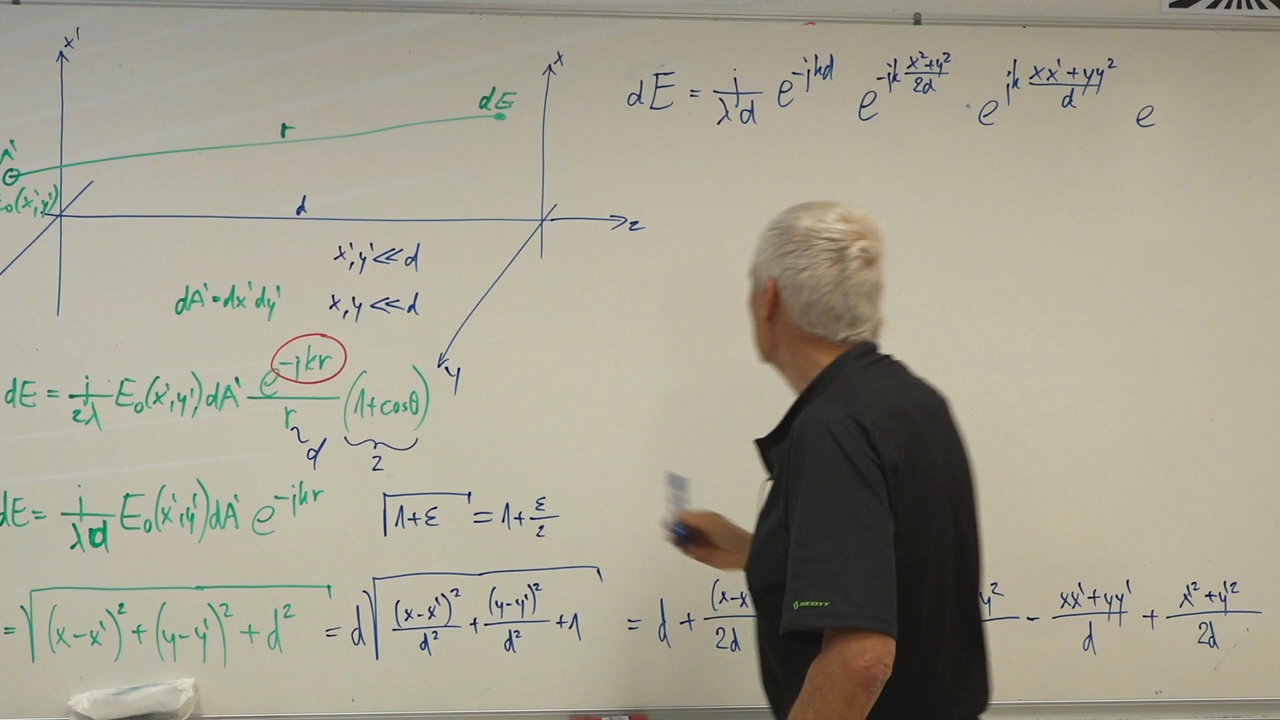 x'
x
dE = j/(λd) e^(-jkd) e^(-jk (x²+y²)/(2d)) · e^(jk (xx'+yy²)/d) e
dE
r
A'
E₀(x',y')
d
z
x',y' << d
dA' = dx'dy'
x,y << d
y
dE = j/(2λ) E₀(x',y') dA' e^(-jkr)/r (1+cosθ)
≈ d
2
dE = j/(λd) E₀(x',y') dA' e^(-jkr)
√(1+ε) = 1+ε/2
= √((x-x')²+(y-y')²+d²) = d√((x-x')²/d² + (y-y')²/d² + 1) = d + (x-x /2d y² - (xx'+yy')/d + (x'²+y'²)/(2d)
SCOTT